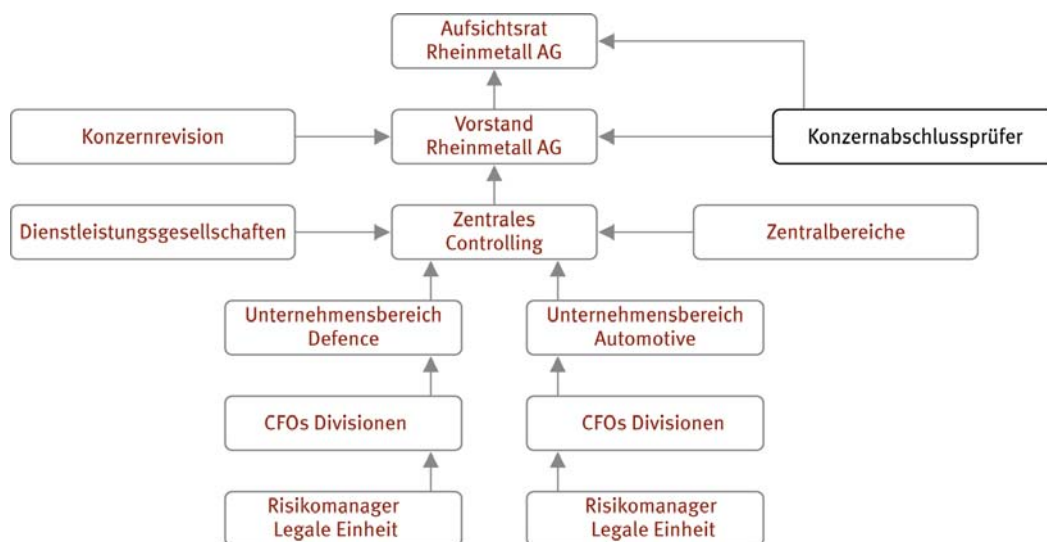 Aufsichtsrat
Rheinmetall AG
Konzernrevision
Vorstand
Rheinmetall AG
Konzernabschlussprüfer
Dienstleistungsgesellschaften
Zentrales
Controlling
Zentralbereiche
Unternehmensbereich
Defence
Unternehmensbereich
Automotive
CFOs Divisionen
CFOs Divisionen
Risikomanager
Legale Einheit
Risikomanager
Legale Einheit